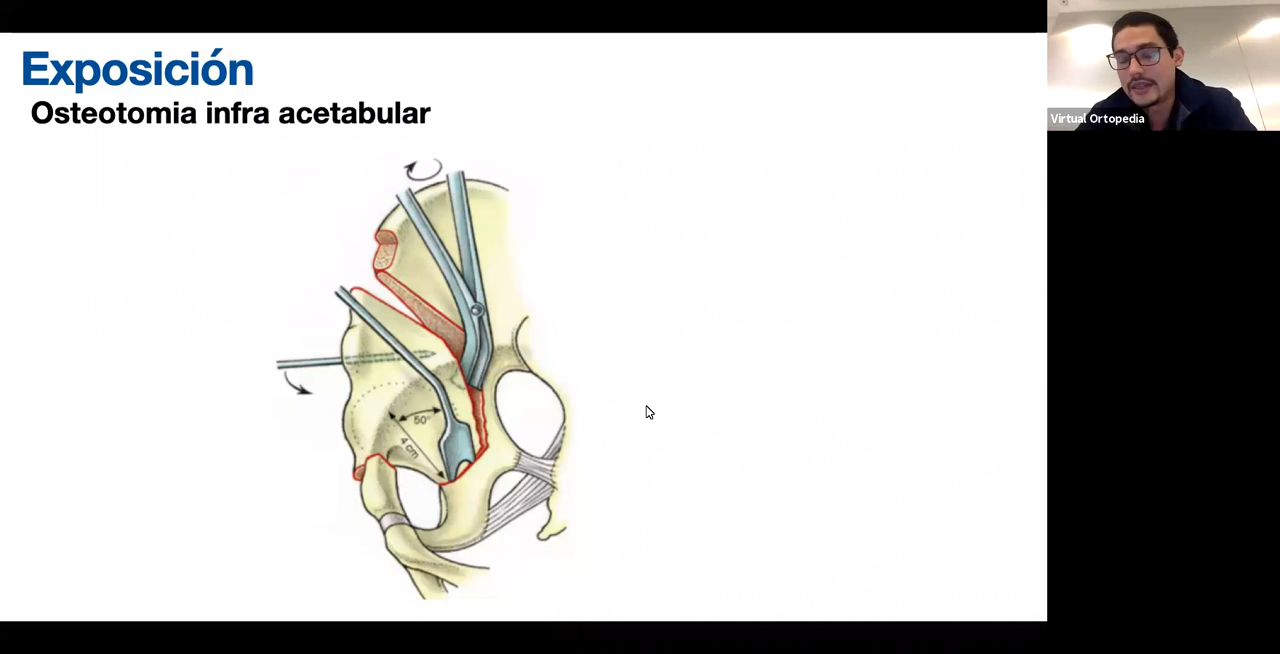 Exposición
Osteotomia infra acetabular
50°
4 cm
Virtual Ortopedia